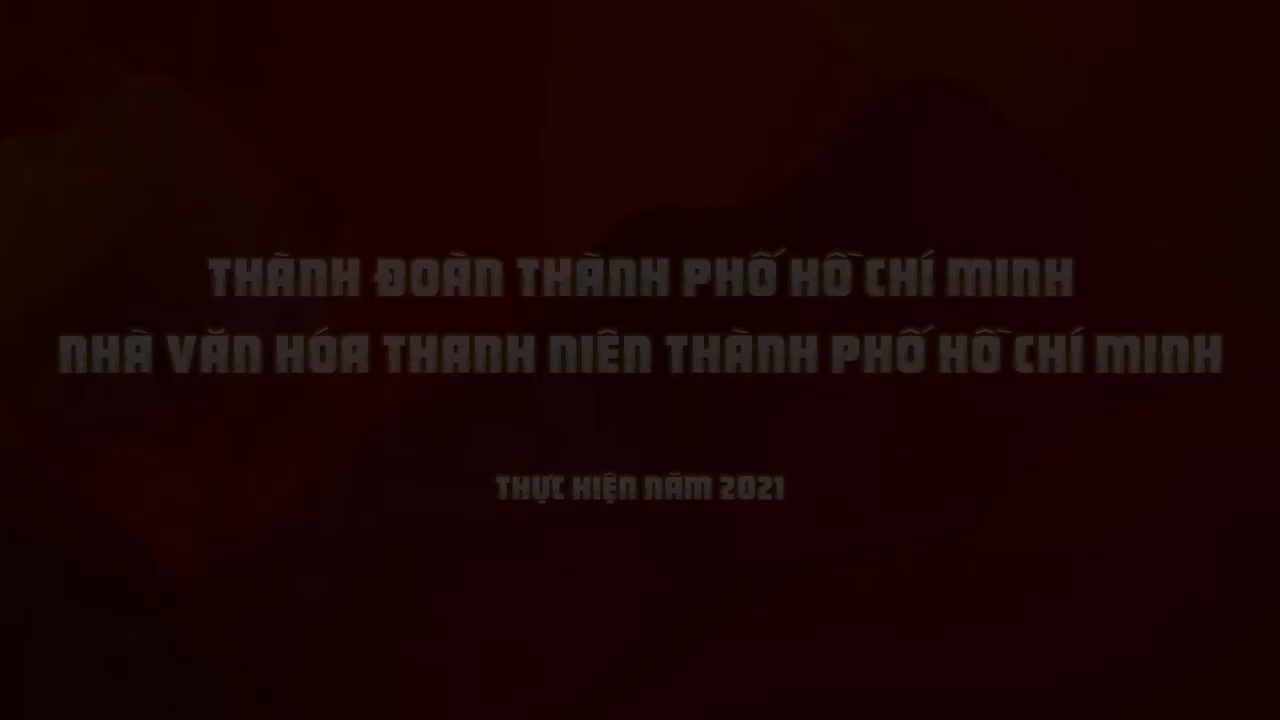 THÀNH ĐOÀN THÀNH PHỐ HỒ CHÍ MINH
NHÀ VĂN HÓA THANH NIÊN THÀNH PHỐ HỒ CHÍ MINH
THỰC HIỆN NĂM 2021